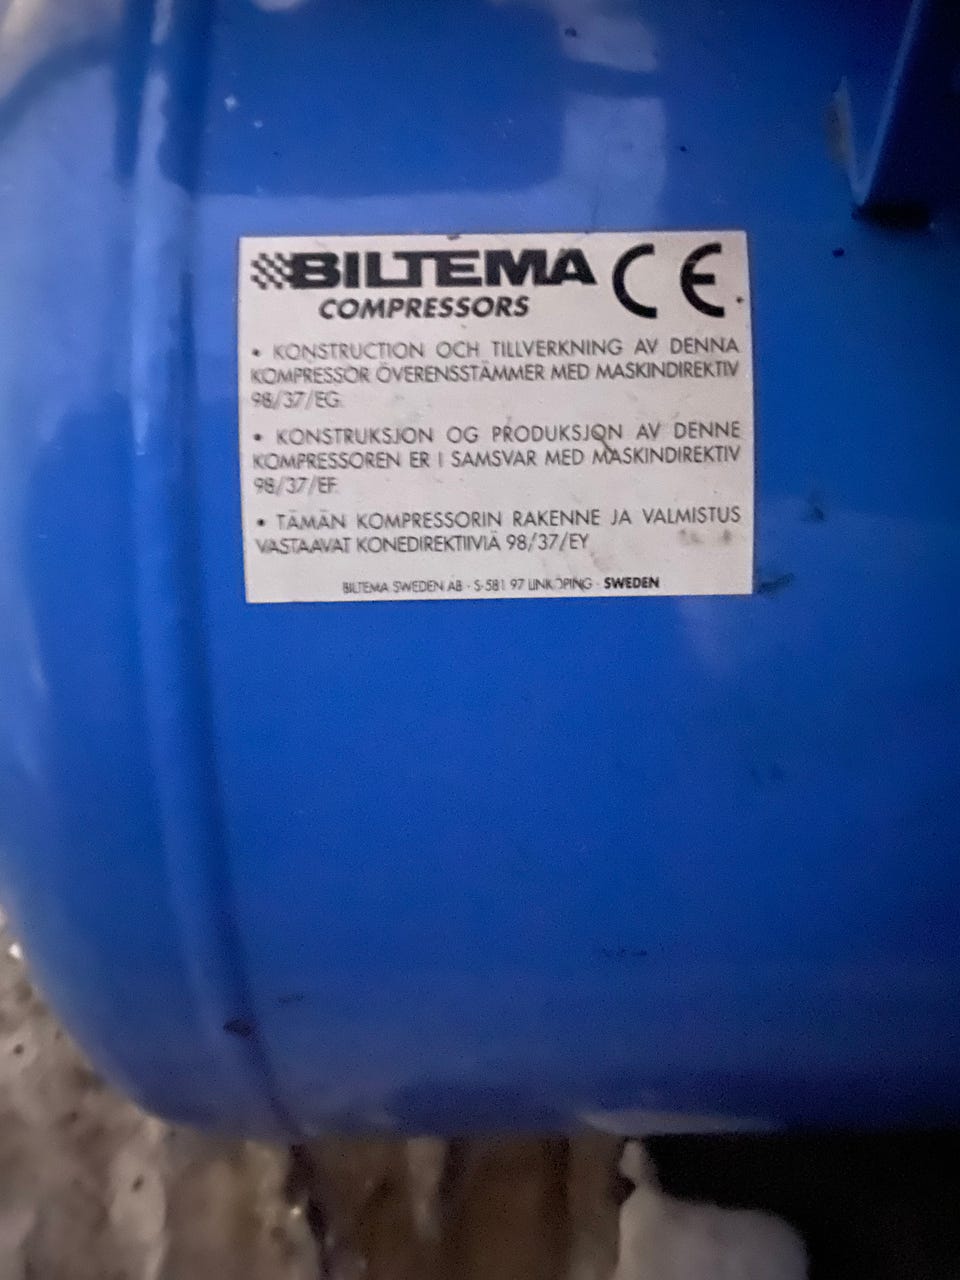 BILTEMA CE
COMPRESSORS
• KONSTRUCTION OCH TILLVERKNING AV DENNA
KOMPRESSOR ÖVERENSSTÄMMER MED MASKINDIREKTIV
98/37/EG.
• KONSTRUKSJON OG PRODUKSJON AV DENNE
KOMPRESSOREN ER I SAMSVAR MED MASKINDIREKTIV
98/37/EF.
• TÄMÄN KOMPRESSORIN RAKENNE JA VALMISTUS
VASTAAVAT KONEDIREKTIIVIÄ 98/37/EY
BILTEMA SWEDEN AB - S-581 97 LINKÖPING - SWEDEN